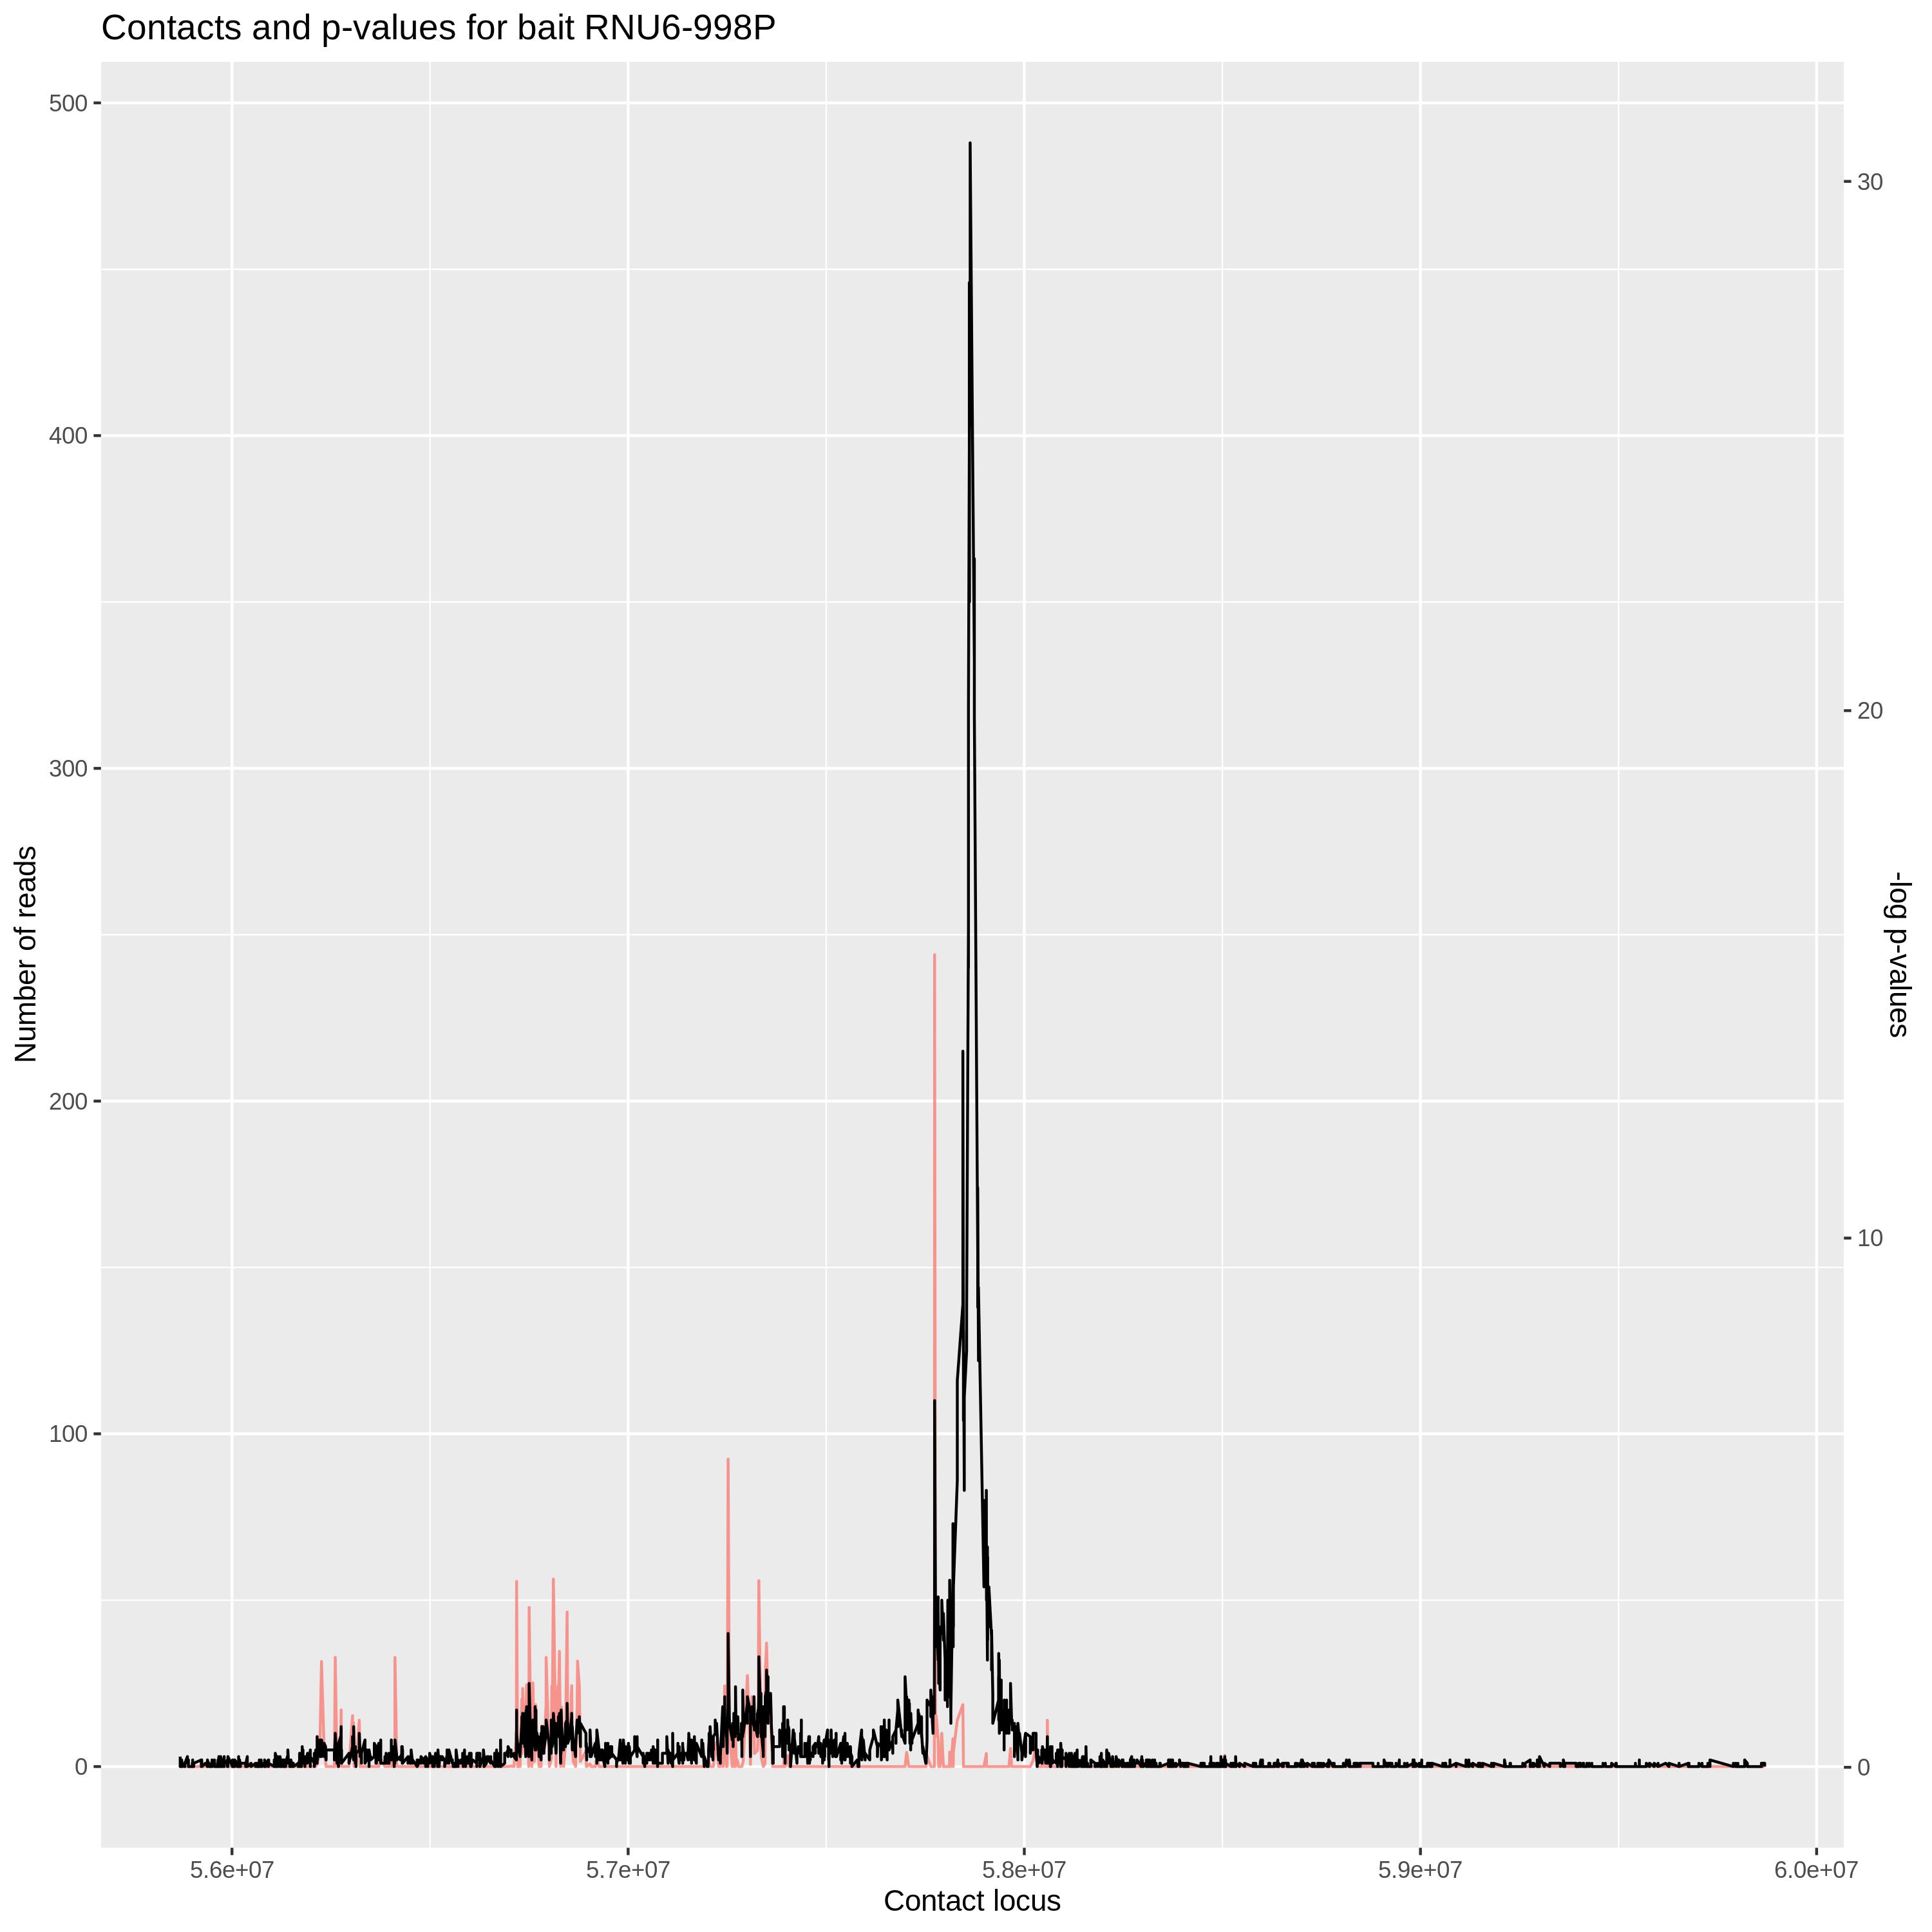 Contacts and p-values for bait RNU6-998P
500
400
300
200
100
0
30
20
10
0
Number of reads
-log p-values
5.6e+07
5.7e+07
5.8e+07
5.9e+07
6.0e+07
Contact locus